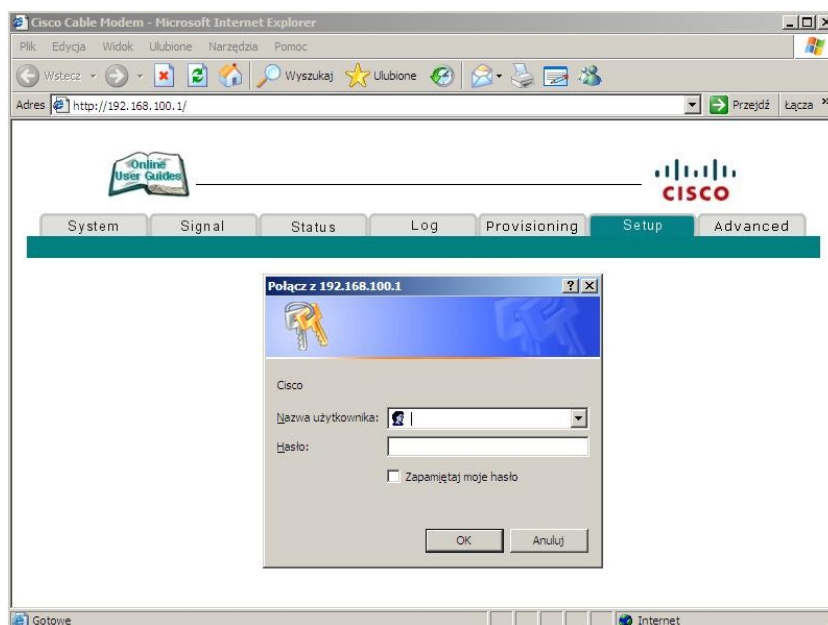 Cisco Cable Modem - Microsoft Internet Explorer
Plik Edycja Widok Ulubione Narzędzia Pomoc
Wstecz Wyszukaj Ulubione
Adres http://192.168.100.1/ Przejdź Łącza »
Online User Guides
CISCO
System Signal Status Log Provisioning Setup Advanced
Połącz z 192.168.100.1
Cisco
Nazwa użytkownika:
Hasło:
Zapamiętaj moje hasło
OK Anuluj
Gotowe Internet